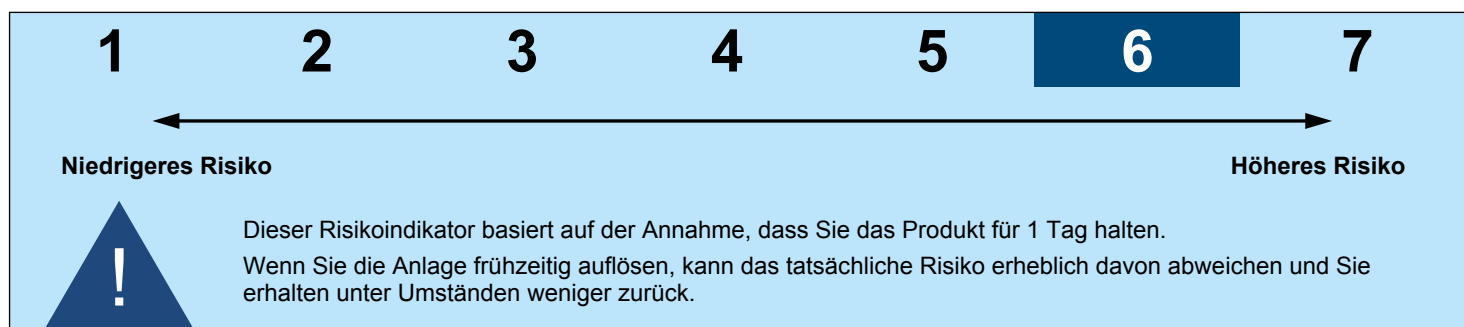 1 2 3 4 5 6 7
Niedrigeres Risiko Höheres Risiko
!
Dieser Risikoindikator basiert auf der Annahme, dass Sie das Produkt für 1 Tag halten.
Wenn Sie die Anlage frühzeitig auflösen, kann das tatsächliche Risiko erheblich davon abweichen und Sie
erhalten unter Umständen weniger zurück.